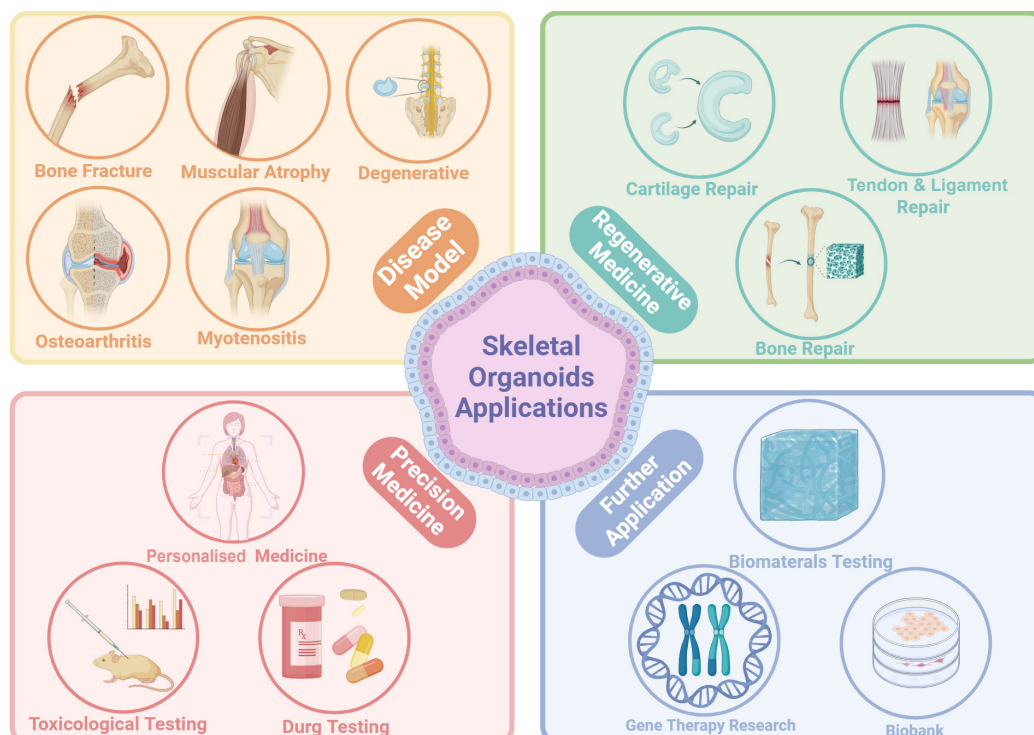 Bone Fracture
Muscular Atrophy
Degenerative
Osteoarthritis
Myotenositis
Disease
Model
Cartilage Repair
Tendon & Ligament
Repair
Bone Repair
Regenerative
Medicine
Skeletal
Organoids
Applications
Precision
Medicine
Personalised Medicine
Toxicological Testing
Rx
Durg Testing
Further
Application
Biomaterals Testing
Gene Therapy Research
Biobank